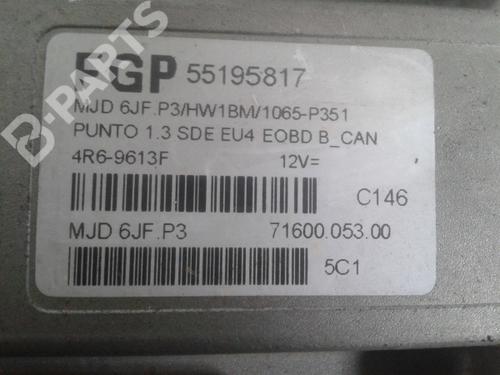 B-PARTS
FGP 55195817
MJD 6JF.P3/HW1BM/1065-P351
PUNTO 1.3 SDE EU4 EOBD B_CAN
4R6-9613F 12V=
C146
MJD 6JF.P3 71600.053.00
5C1